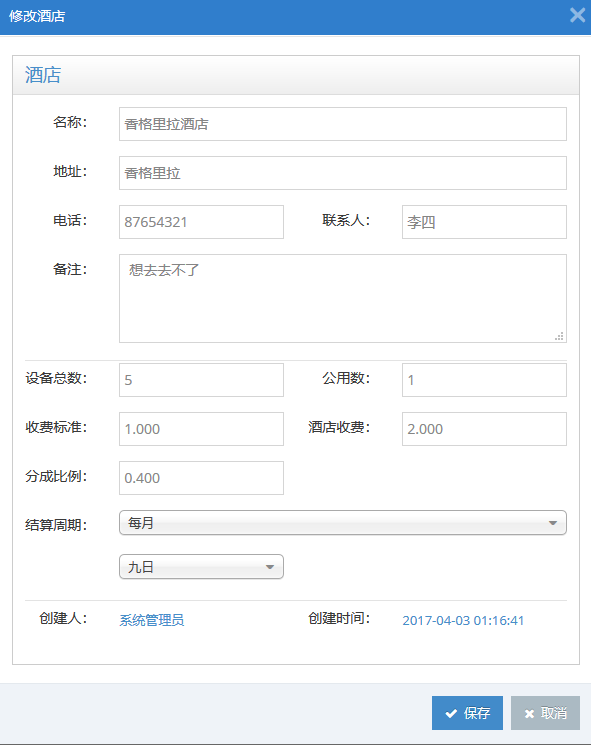 修改酒店
酒店
名称： 香格里拉酒店
地址： 香格里拉
电话： 87654321 联系人： 李四
备注： 想去去不了
设备总数： 5 公用数： 1
收费标准： 1.000 酒店收费： 2.000
分成比例： 0.400
结算周期： 每月
九日
创建人： 系统管理员 创建时间： 2017-04-03 01:16:41
保存 取消